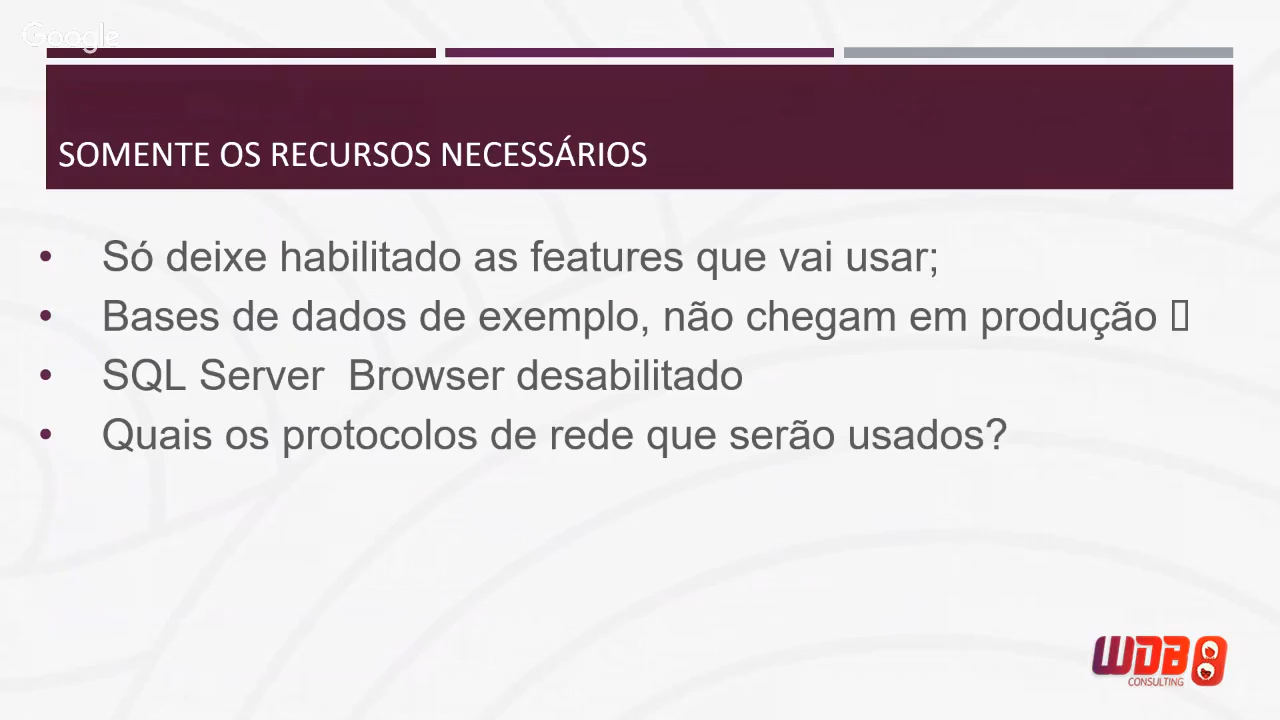 Google
SOMENTE OS RECURSOS NECESSÁRIOS
• Só deixe habilitado as features que vai usar;
• Bases de dados de exemplo, não chegam em produção 
• SQL Server  Browser desabilitado
• Quais os protocolos de rede que serão usados?
WDB8
CONSULTING